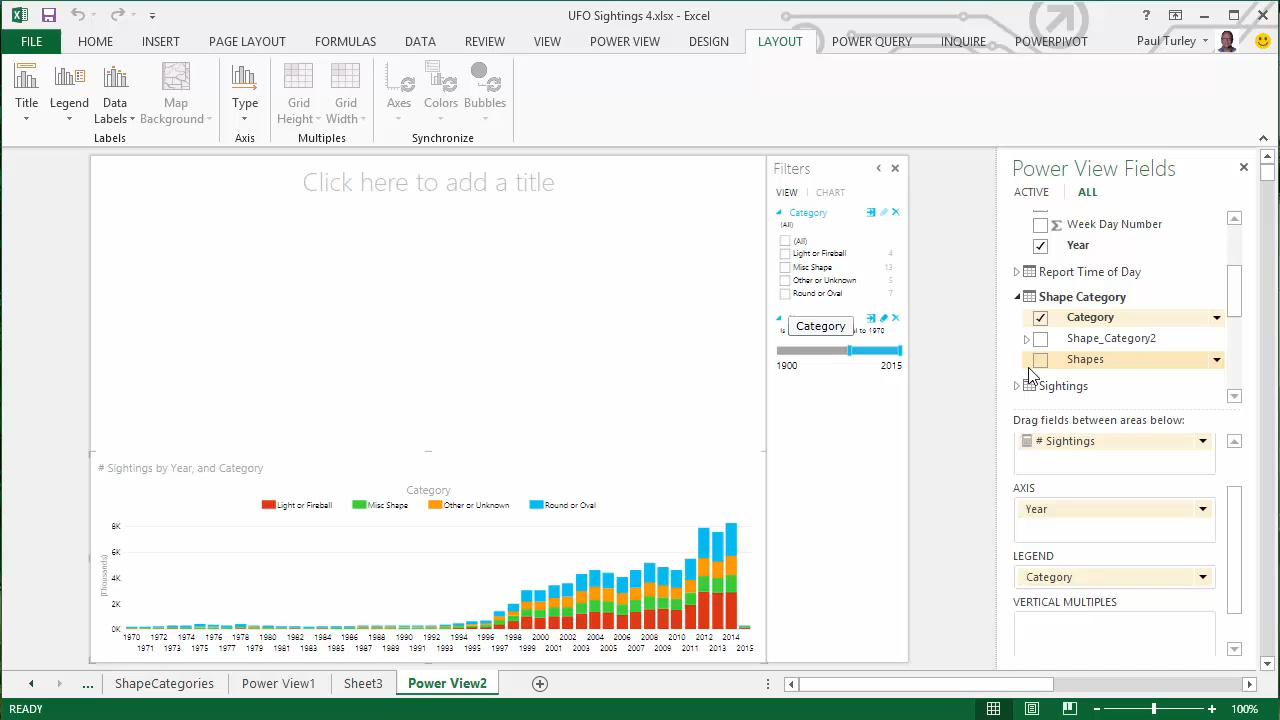 UFO Sightings 4.xlsx - Excel
FILE HOME INSERT PAGE LAYOUT FORMULAS DATA REVIEW VIEW POWER VIEW DESIGN LAYOUT POWER QUERY INQUIRE POWERPIVOT Paul Turley
Title Legend Data Labels Map Background Type Grid Height Grid Width Axes Colors Bubbles
Labels Axis Multiples Synchronize
Click here to add a title
Filters
VIEW CHART
Category
(All)
(All)
Light or Fireball 4
Misc Shape 13
Other or Unknown 5
Round or Oval 7
Category
al to 1970
1900 2015
# Sightings by Year, and Category
Category
Light or Fireball Misc Shape Other or Unknown Round or Oval
(Thousands)
8K
6K
4K
2K
0K
1970 1972 1974 1976 1978 1980 1982 1984 1986 1988 1990 1992 1994 1996 1998 2000 2002 2004 2006 2008 2010 2012 2014
1971 1973 1975 1977 1979 1981 1983 1985 1987 1989 1991 1993 1995 1997 1999 2001 2003 2005 2007 2009 2011 2013 2015
Power View Fields
ACTIVE ALL
Σ Week Day Number
Year
Report Time of Day
Shape Category
Category
Shape_Category2
Shapes
Sightings
Drag fields between areas below:
# Sightings
AXIS
Year
LEGEND
Category
VERTICAL MULTIPLES
... ShapeCategories Power View1 Sheet3 Power View2
READY 100%